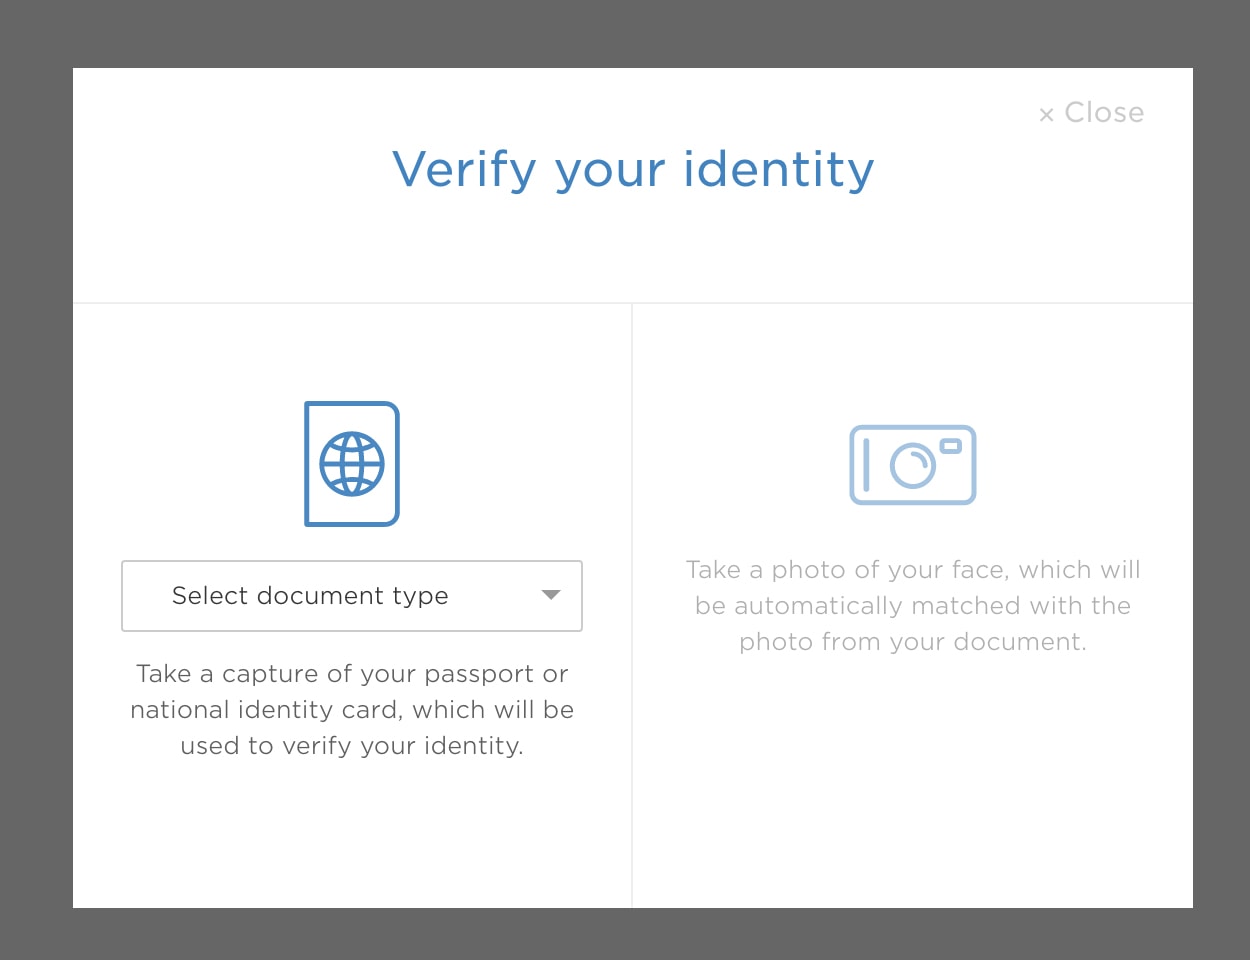 × Close
Verify your identity
Select document type
Take a capture of your passport or
national identity card, which will be
used to verify your identity.
Take a photo of your face, which will
be automatically matched with the
photo from your document.